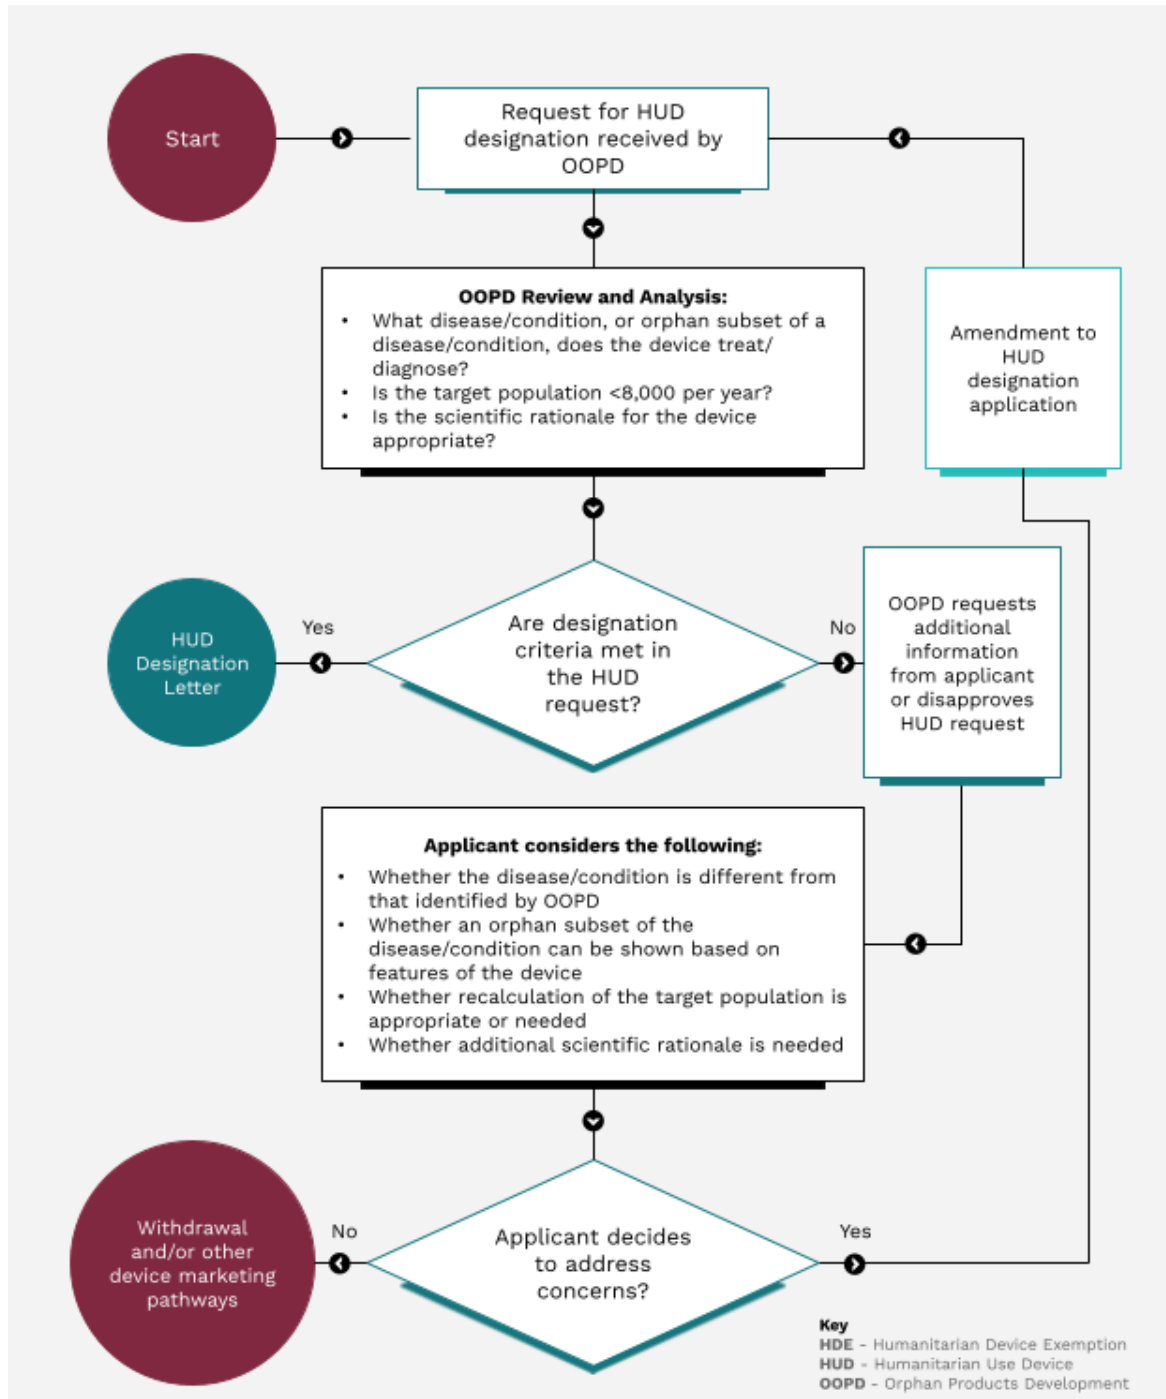 Start
Request for HUD
designation received by
OOPD
OOPD Review and Analysis:
• What disease/condition, or orphan subset of a
disease/condition, does the device treat/
diagnose?
• Is the target population <8,000 per year?
• Is the scientific rationale for the device
appropriate?
Amendment to
HUD
designation
application
Are designation
criteria met in
the HUD
request?
Yes
HUD
Designation
Letter
No
OOPD requests
additional
information
from applicant
or disapproves
HUD request
Applicant considers the following:
• Whether the disease/condition is different from
that identified by OOPD
• Whether an orphan subset of the
disease/condition can be shown based on
features of the device
• Whether recalculation of the target population is
appropriate or needed
• Whether additional scientific rationale is needed
Applicant decides
to address
concerns?
No
Withdrawal
and/or other
device marketing
pathways
Yes
Key
HDE - Humanitarian Device Exemption
HUD - Humanitarian Use Device
OOPD - Orphan Products Development